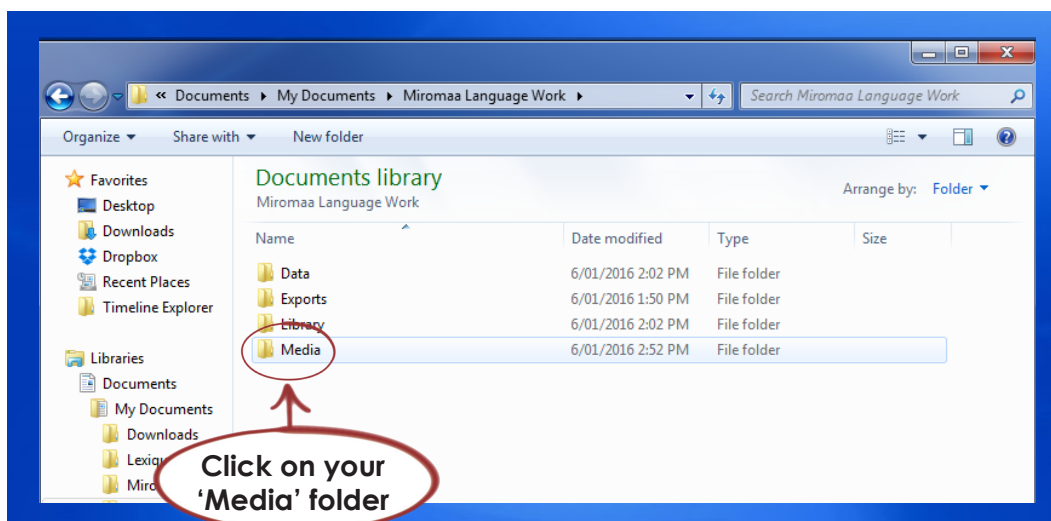 « Documents ▸ My Documents ▸ Miromaa Language Work ▸
Search Miromaa Language Work
Organize
Share with
New folder
Favorites
Desktop
Downloads
Dropbox
Recent Places
Timeline Explorer
Libraries
Documents
My Documents
Downloads
Documents library
Miromaa Language Work
Arrange by: Folder
Name Date modified Type Size
Data 6/01/2016 2:02 PM File folder
Exports 6/01/2016 1:50 PM File folder
Library 6/01/2016 2:02 PM File folder
Media 6/01/2016 2:52 PM File folder
Click on your
‘Media’ folder